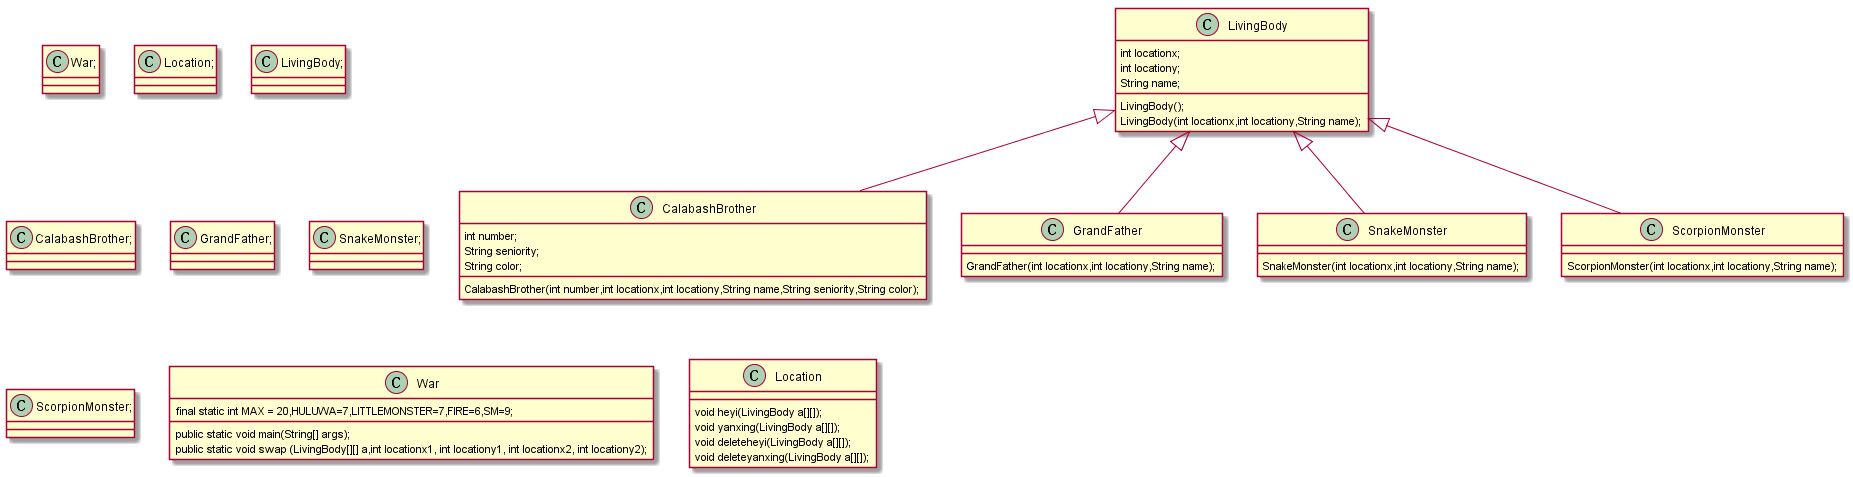 C War;
C Location;
C LivingBody;
C LivingBody
int locationx;
int locationy;
String name;
LivingBody();
LivingBody(int locationx,int locationy,String name);
C CalabashBrother;
C GrandFather;
C SnakeMonster;
C CalabashBrother
int number;
String seniority;
String color;
CalabashBrother(int number,int locationx,int locationy,String name,String seniority,String color);
C GrandFather
GrandFather(int locationx,int locationy,String name);
C SnakeMonster
SnakeMonster(int locationx,int locationy,String name);
C ScorpionMonster
ScorpionMonster(int locationx,int locationy,String name);
C ScorpionMonster;
C War
final static int MAX = 20,HULUWA=7,LITTLEMONSTER=7,FIRE=6,SM=9;
public static void main(String[] args);
public static void swap (LivingBody[][] a,int locationx1, int locationy1, int locationx2, int locationy2);
C Location
void heyi(LivingBody a[][]);
void yanxing(LivingBody a[][]);
void deleteheyi(LivingBody a[][]);
void deleteyanxing(LivingBody a[][]);